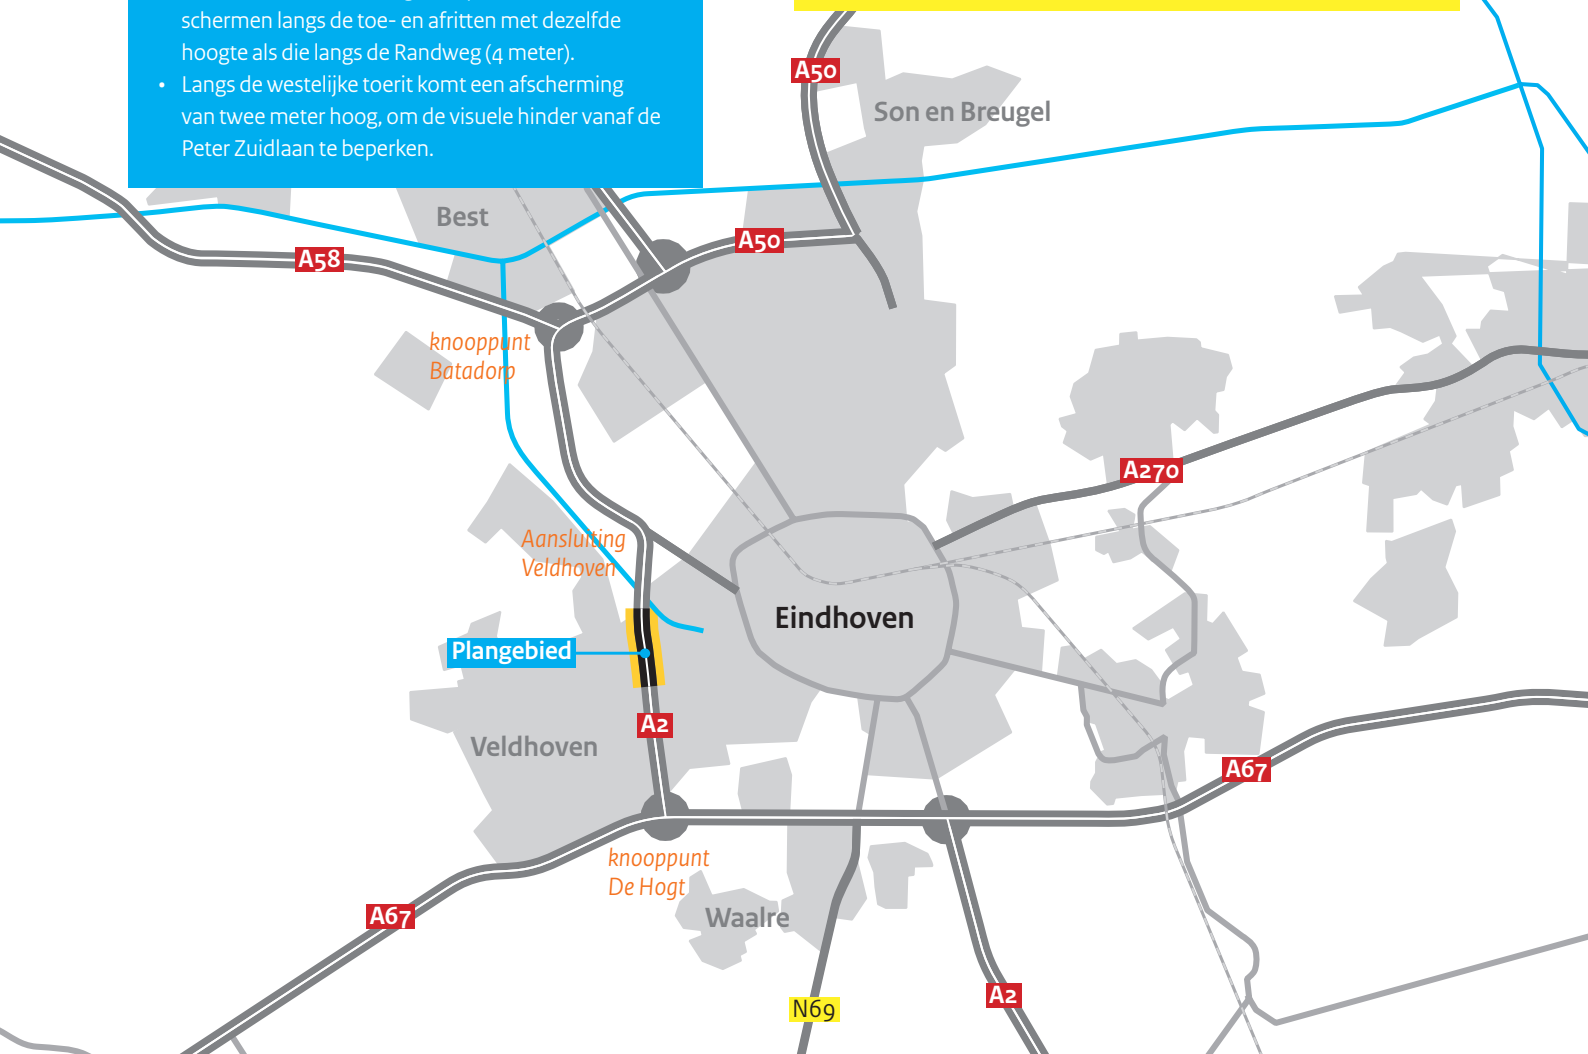 schermen langs de toe- en afritten met dezelfde
hoogte als die langs de Randweg (4 meter).
• Langs de westelijke toerit komt een afscherming
van twee meter hoog, om de visuele hinder vanaf de
Peter Zuidlaan te beperken.
A50
Son en Breugel
Best
A50
A58
knooppunt
Batadorp
A270
Aansluiting
Veldhoven
Eindhoven
Plangebied
A2
Veldhoven
A67
knooppunt
De Hogt
A67
Waalre
A2
N69